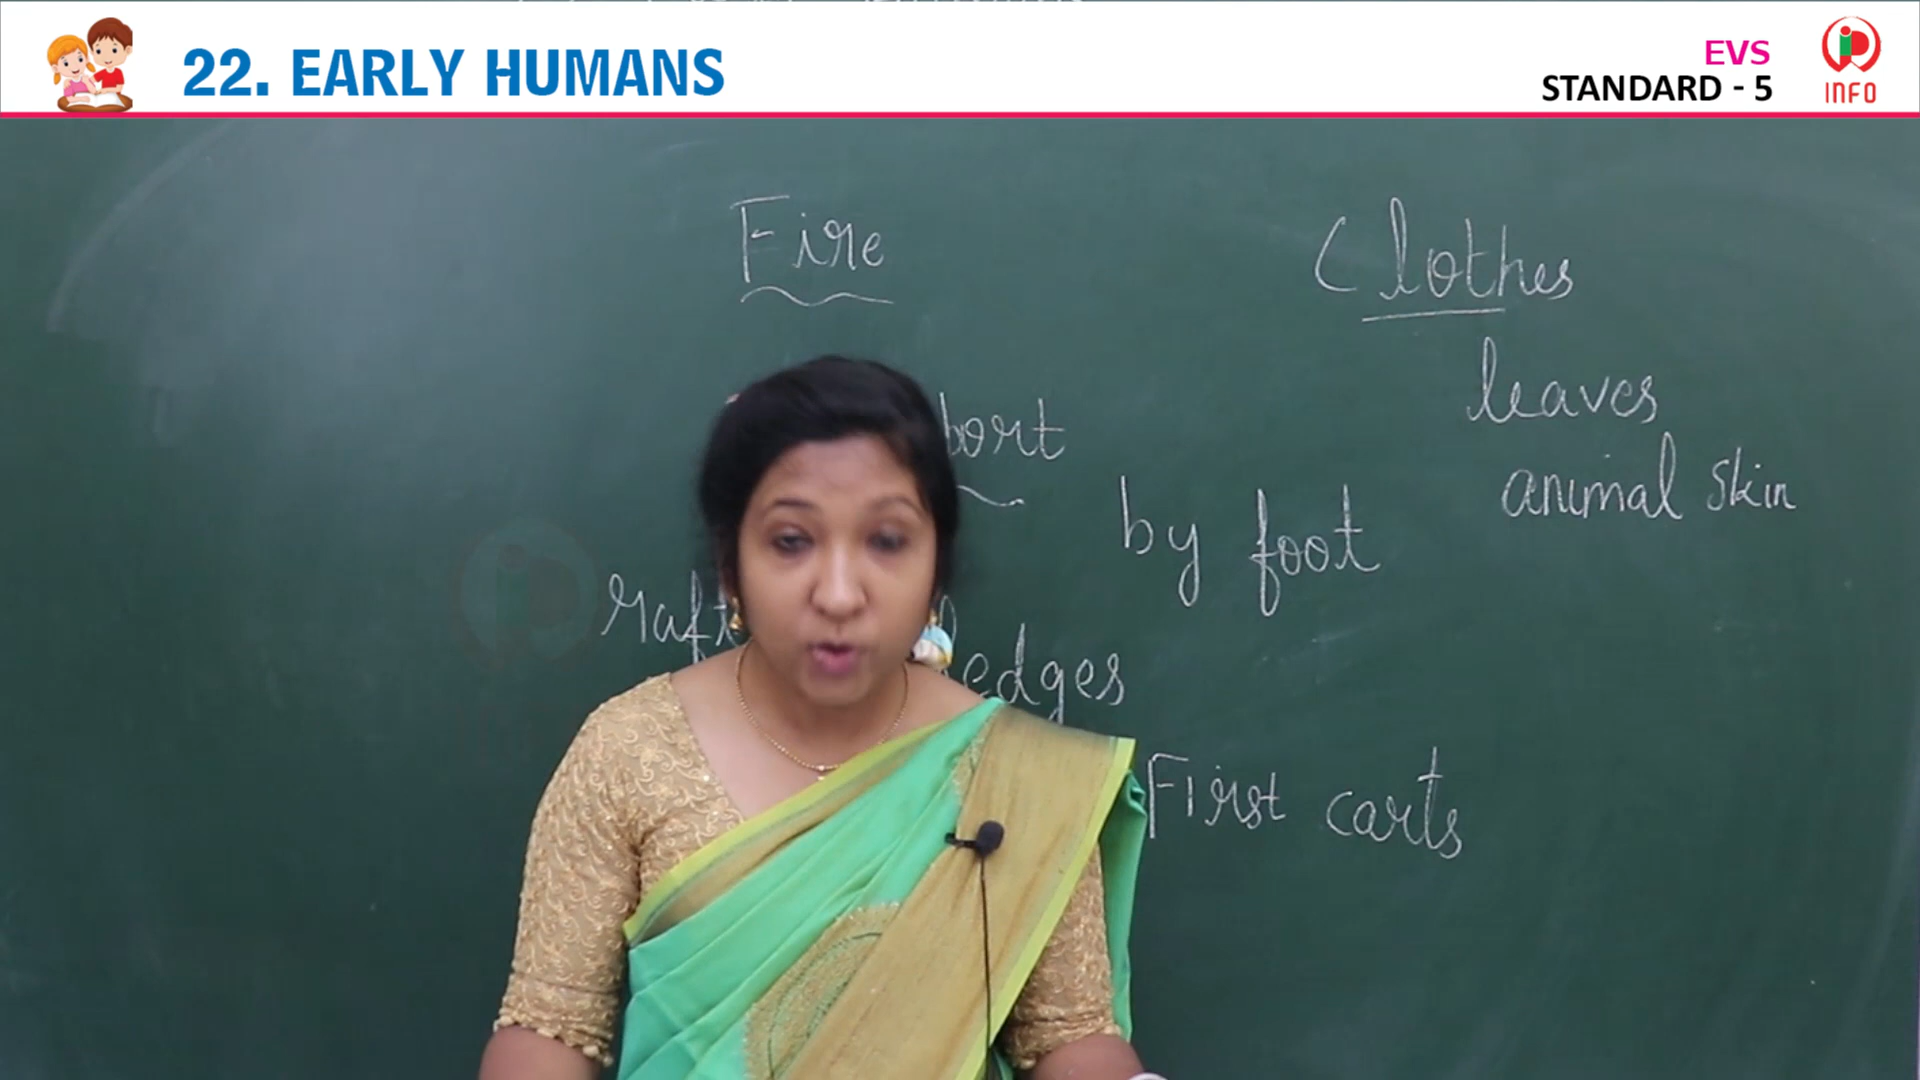 22. EARLY HUMANS
EVS
STANDARD - 5
INFO
Fire
Clothes
leaves
animal skin
by foot
First carts